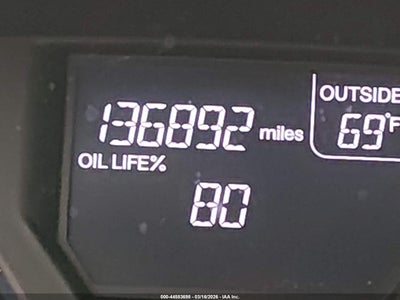 OUTSIDE
136892 miles
69°F
OIL LIFE%
80
000-44553688 - 03/18/2026 - IAA Inc.